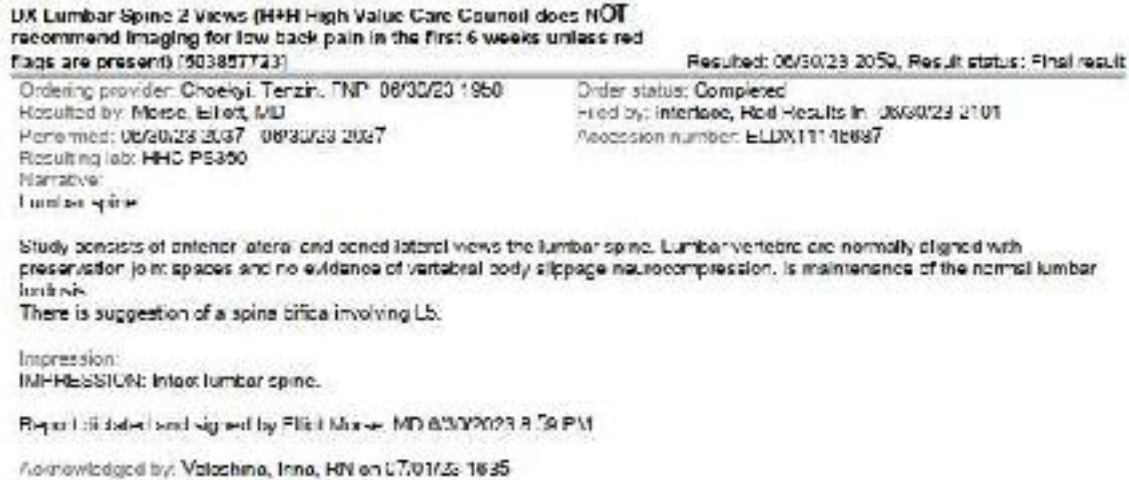 DX Lumbar Spine 2 Views (H+H High Value Care Council does NOT
recommend imaging for low back pain in the first 6 weeks unless red
flags are present) [503857723]
Resulted: 06/30/23 2059, Result status: Final result
Ordering provider: Choekyi, Tenzin, FNP 06/30/23 1950
Order status: Completed
Resulted by: Morse, Elliott, MD
Filed by: Interface, Rad Results In 06/30/23 2101
Performed: 06/30/23 2037 - 06/30/23 2037
Accession number: ELDX11146687
Resulting lab: HHC PS360
Narrative:
Lumbar spine
Study consists of anterior lateral and coned lateral views the lumbar spine. Lumbar vertebra are normally aligned with
preservation joint spaces and no evidence of vertebral body slippage neurocompression. Is maintenance of the normal lumbar
lordosis.
There is suggestion of a spina bifica involving L5.
Impression:
IMPRESSION: Intact lumbar spine.
Report dictated and signed by Elliot Morse, MD 6/30/2023 8:59 PM
Acknowledged by: Voloshina, Irina, RN on 07/01/23 1635